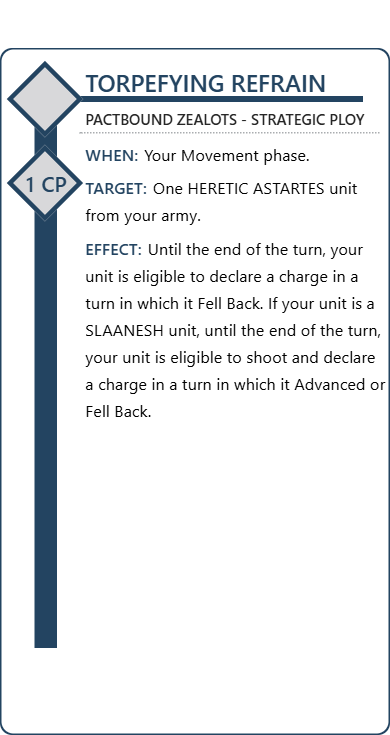 TORPEFYING REFRAIN
PACTBOUND ZEALOTS - STRATEGIC PLOY
WHEN: Your Movement phase.
1 CP
TARGET: One HERETIC ASTARTES unit
from your army.
EFFECT: Until the end of the turn, your
unit is eligible to declare a charge in a
turn in which it Fell Back. If your unit is a
SLAANESH unit, until the end of the turn,
your unit is eligible to shoot and declare
a charge in a turn in which it Advanced or
Fell Back.